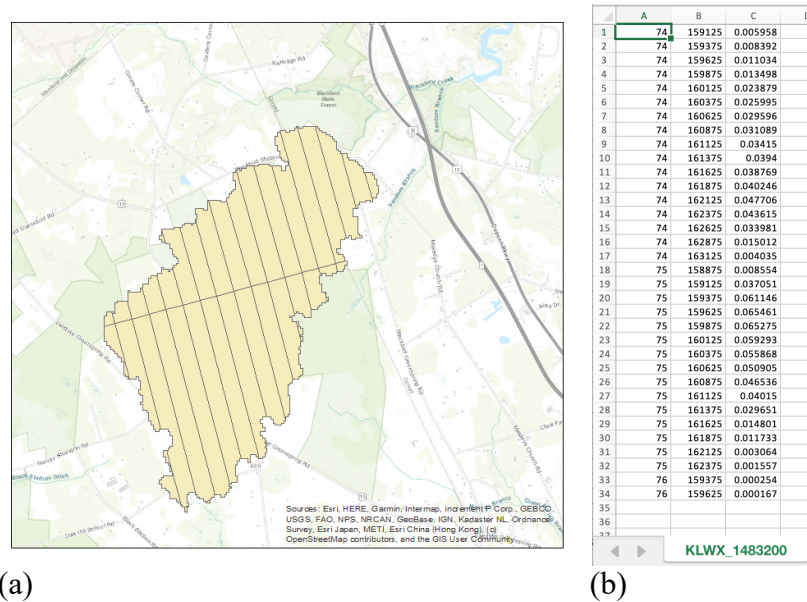 Ratledge Rd
Blackbird State Forest
Blackbird Creek
Sandom Branch
Sources: Esri, HERE, Garmin, Intermap, increment P Corp., GEBCO,
USGS, FAO, NPS, NRCAN, GeoBase, IGN, Kadaster NL, Ordnance
Survey, Esri Japan, METI, Esri China (Hong Kong), (c)
OpenStreetMap contributors, and the GIS User Community
(a)
A B C
1 74 159125 0.005958
2 74 159375 0.008392
3 74 159625 0.011034
4 74 159875 0.013498
5 74 160125 0.023879
6 74 160375 0.025995
7 74 160625 0.029596
8 74 160875 0.031089
9 74 161125 0.03415
10 74 161375 0.0394
11 74 161625 0.038769
12 74 161875 0.040246
13 74 162125 0.047706
14 74 162375 0.043615
15 74 162625 0.033981
16 74 162875 0.015012
17 74 163125 0.004035
18 75 158875 0.008554
19 75 159125 0.037051
20 75 159375 0.061146
21 75 159625 0.065461
22 75 159875 0.065275
23 75 160125 0.059293
24 75 160375 0.055868
25 75 160625 0.050905
26 75 160875 0.046536
27 75 161125 0.04015
28 75 161375 0.029651
29 75 161625 0.014801
30 75 161875 0.011733
31 75 162125 0.003064
32 75 162375 0.001557
33 76 159375 0.000254
34 76 159625 0.000167
35
36
KLWX_1483200
(b)